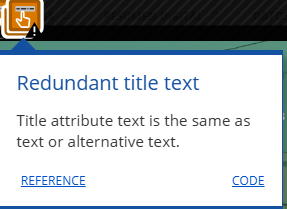 Redundant title text
Title attribute text is the same as
text or alternative text.
REFERENCE CODE